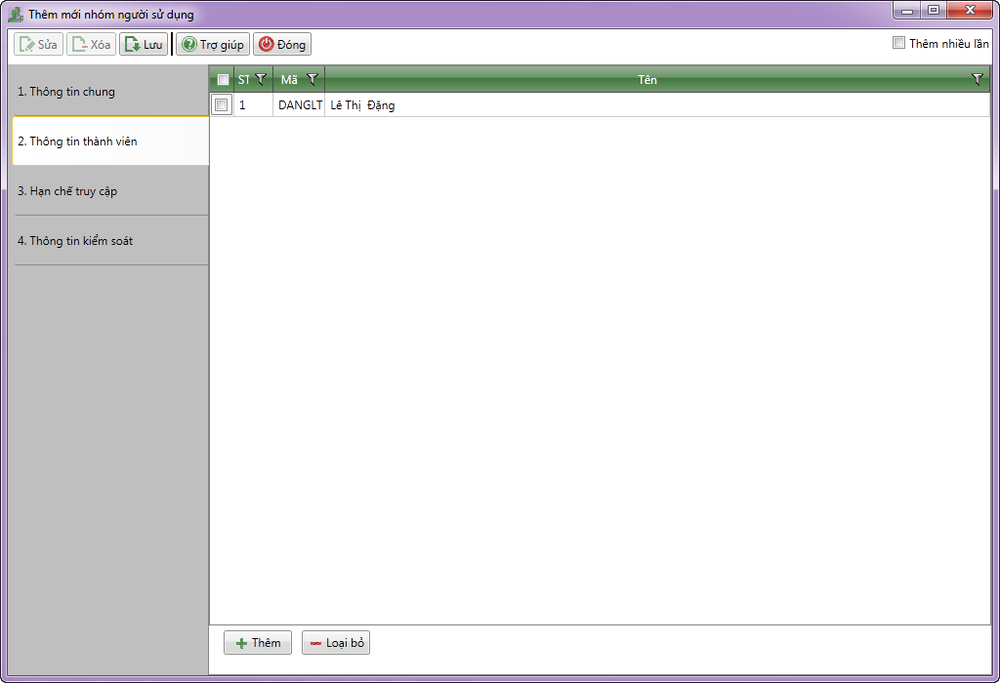 Thêm mới nhóm người sử dụng
Sửa Xóa Lưu Trợ giúp Đóng Thêm nhiều lần
1. Thông tin chung
2. Thông tin thành viên
3. Hạn chế truy cập
4. Thông tin kiểm soát
ST Mã Tên
1 DANGLT Lê Thị Đặng
Thêm Loại bỏ